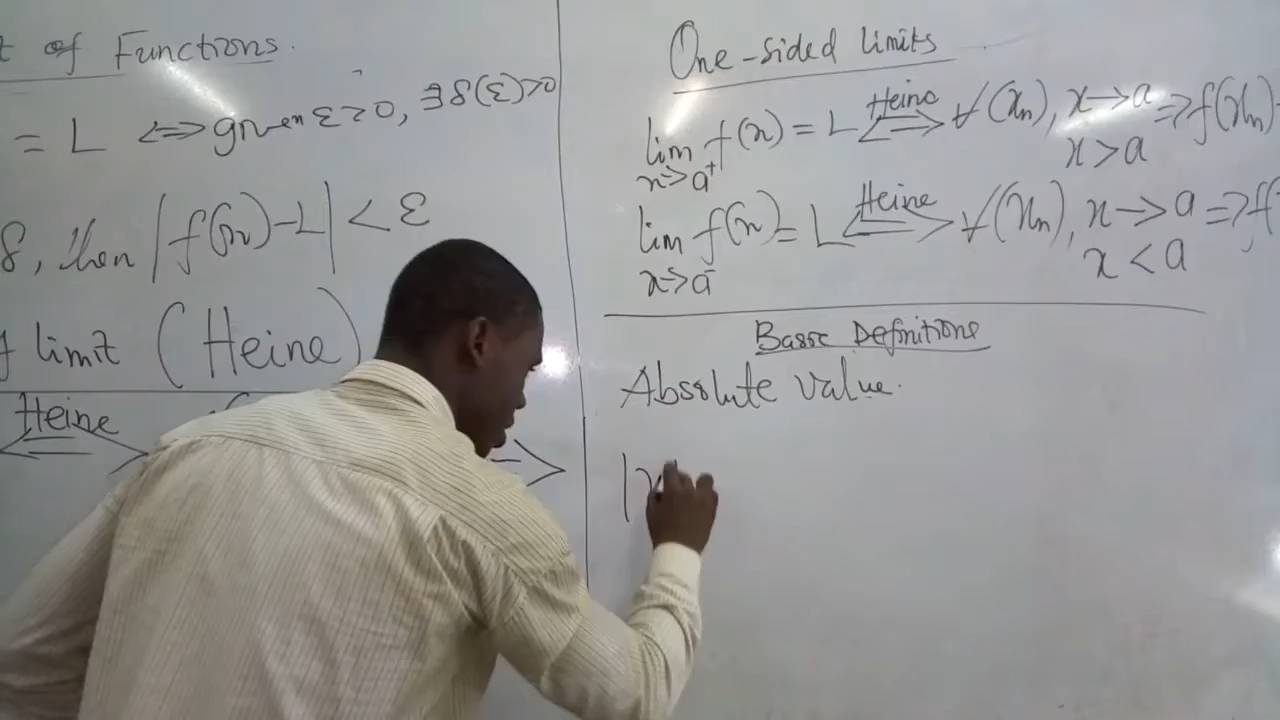 t of Functions.
= L ⟺ given ε>0, ∃δ(ε)>0
δ, then |f(x)-L| < ε
f limit (Heine)
Heine
⟺
One-sided limits
lim f(x) = L ⟺ ∀(xn), x→a ⇒ f(xn)
Heine
x→a⁺
x>a
lim f(x) = L ⟺ ∀(xn), x→a ⇒ f(
Heine
x→a⁻
x<a
Basic Definitions
Absolute value.
|x